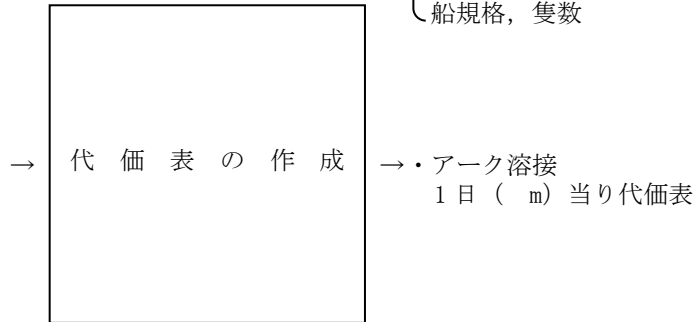 船規格，隻数
→ 代価表の作成 →・アーク溶接
1日（　m）当り代価表